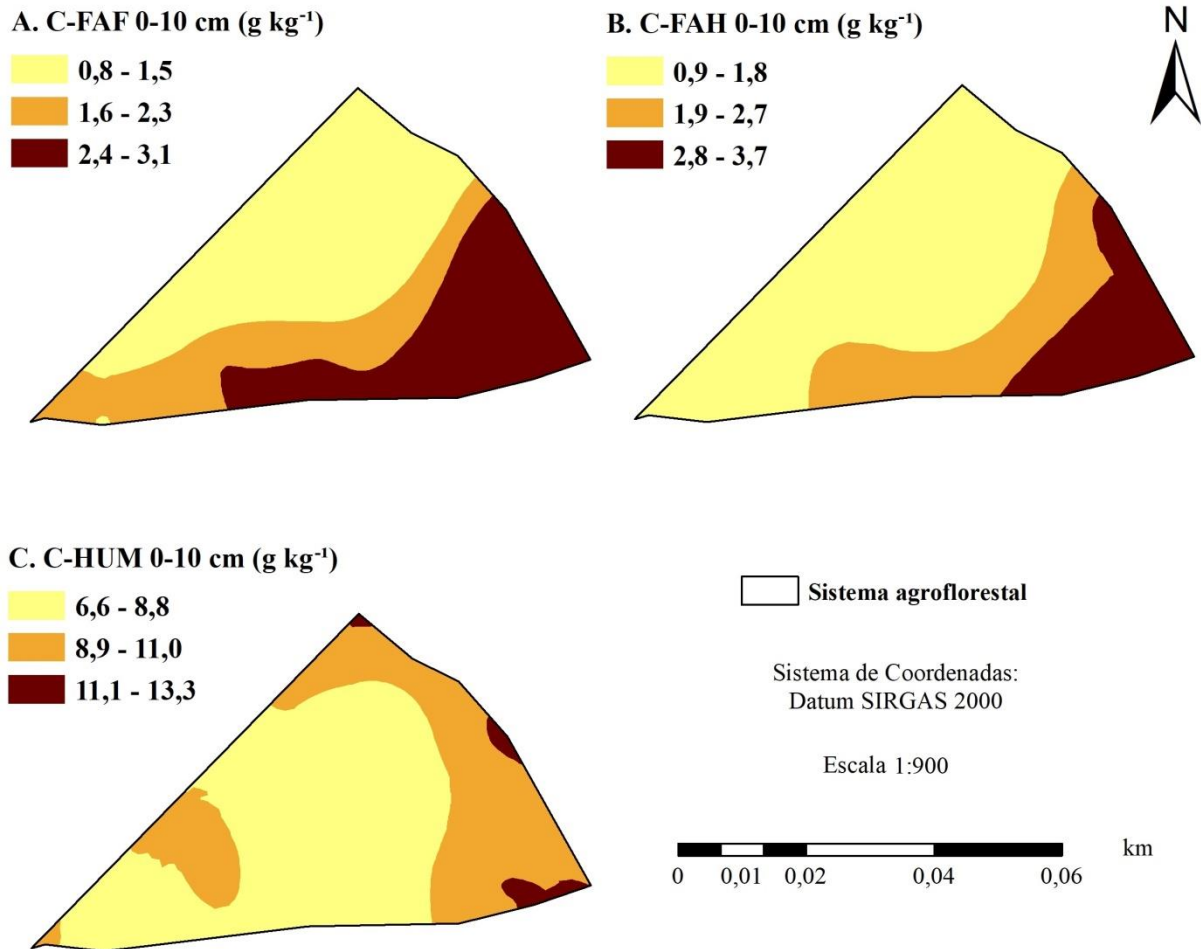 A. C-FAF 0-10 cm (g kg⁻¹)
0,8 - 1,5
1,6 - 2,3
2,4 - 3,1
B. C-FAH 0-10 cm (g kg⁻¹)
0,9 - 1,8
1,9 - 2,7
2,8 - 3,7
N
C. C-HUM 0-10 cm (g kg⁻¹)
6,6 - 8,8
8,9 - 11,0
11,1 - 13,3
Sistema agroflorestal
Sistema de Coordenadas:
Datum SIRGAS 2000
Escala 1:900
km
0 0,01 0,02 0,04 0,06